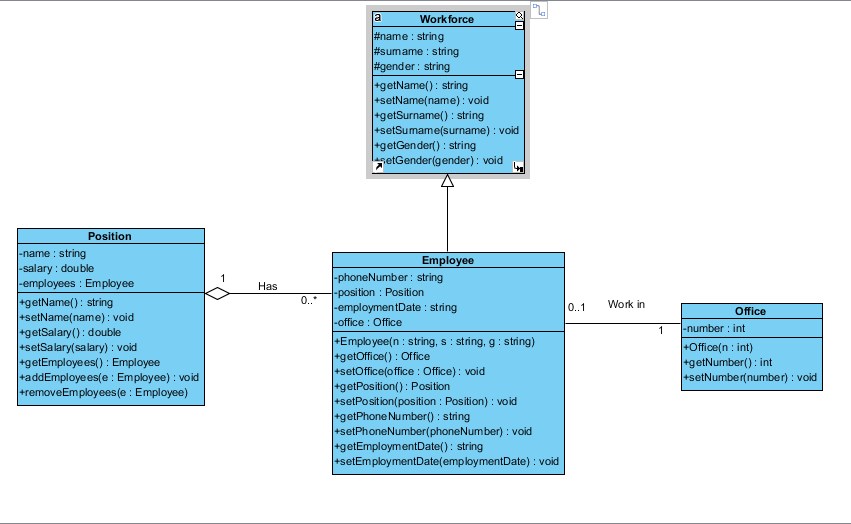 a
Workforce
#name : string
#surname : string
#gender : string
+getName() : string
+setName(name) : void
+getSurname() : string
+setSurname(surname) : void
+getGender() : string
+setGender(gender) : void
Position
-name : string
-salary : double
-employees : Employee
+getName() : string
+setName(name) : void
+getSalary() : double
+setSalary(salary) : void
+getEmployees() : Employee
+addEmployees(e : Employee) : void
+removeEmployees(e : Employee)
1
Has
0..*
Employee
-phoneNumber : string
-position : Position
-employmentDate : string
-office : Office
+Employee(n : string, s : string, g : string)
+getOffice() : Office
+setOffice(office : Office) : void
+getPosition() : Position
+setPosition(position : Position) : void
+getPhoneNumber() : string
+setPhoneNumber(phoneNumber) : void
+getEmploymentDate() : string
+setEmploymentDate(employmentDate) : void
0..1
Work in
1
Office
-number : int
+Office(n : int)
+getNumber() : int
+setNumber(number) : void